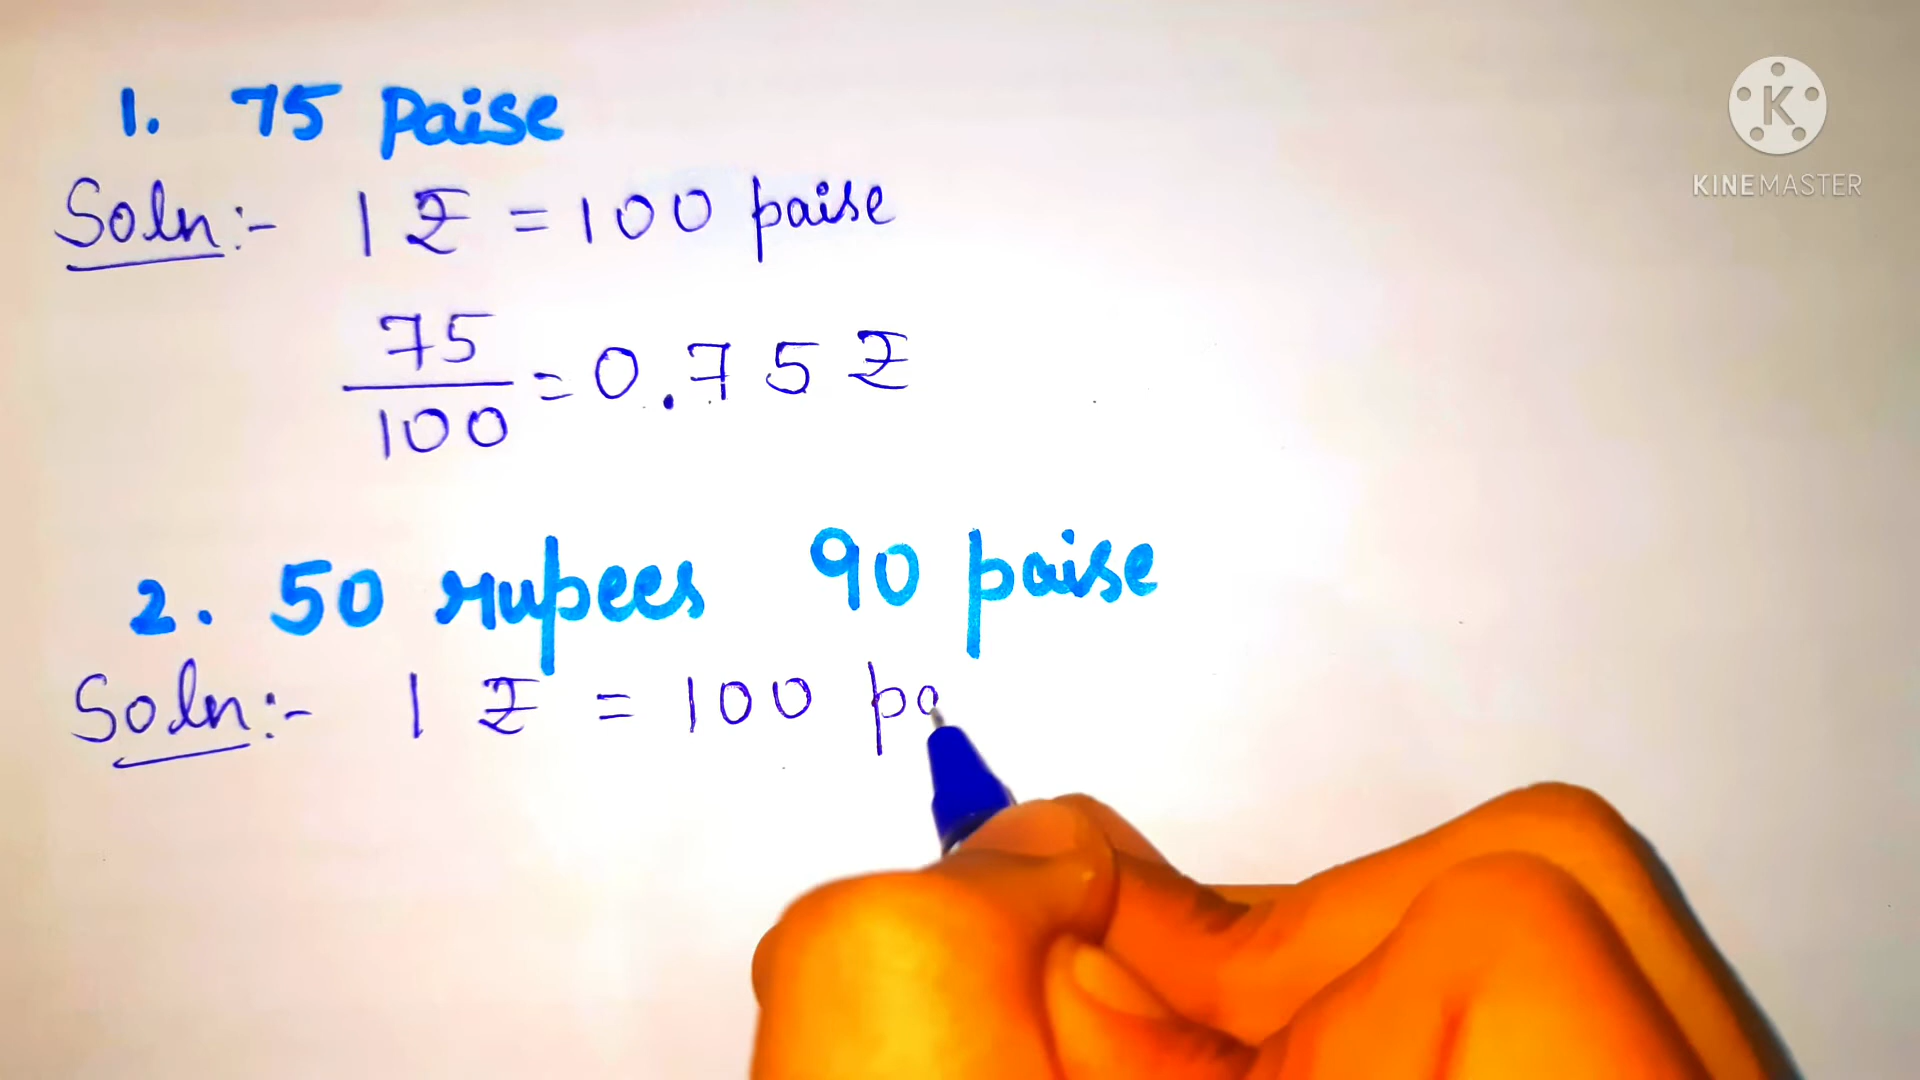 1. 75 Paise
Soln:- 1 ₹ = 100 paise
75
100
= 0.75 ₹
2. 50 rupees 90 paise
Soln:- 1 ₹ = 100 pa
K
KINEMASTER